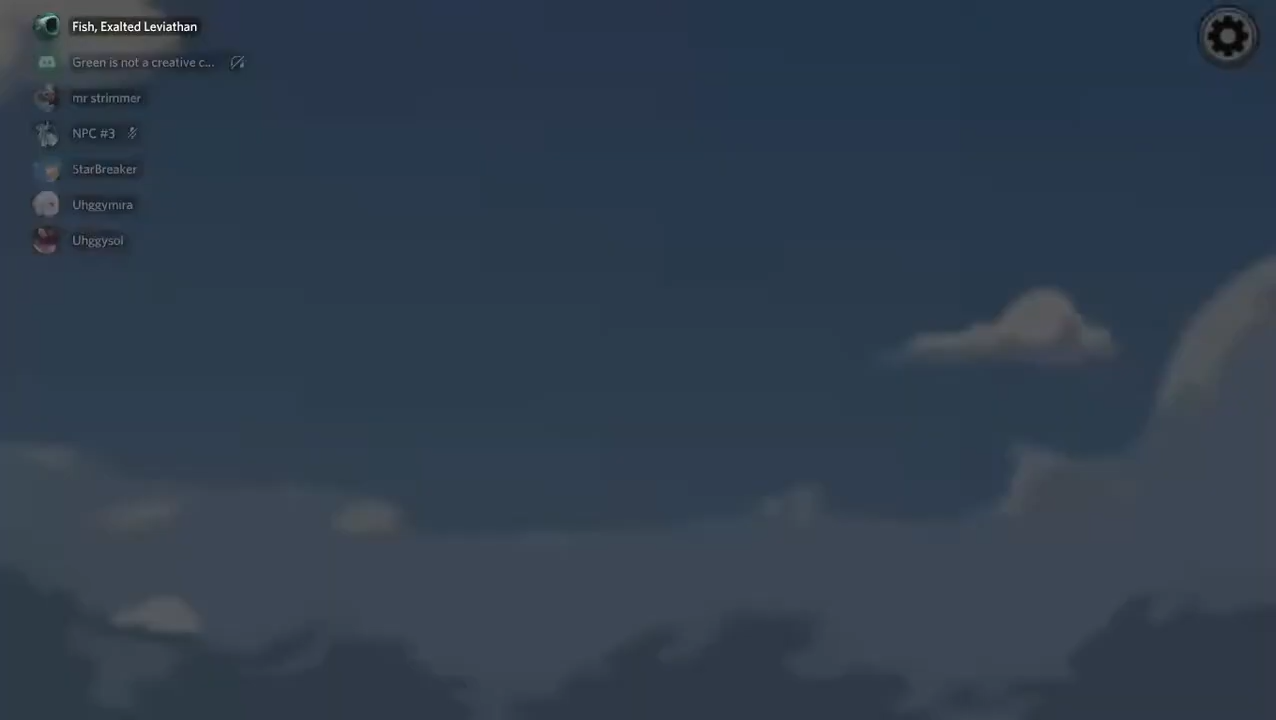 Fish, Exalted Leviathan
Green is not a creative c...
mr strimmer
NPC #3
StarBreaker
Uhggymira
Uhggysol